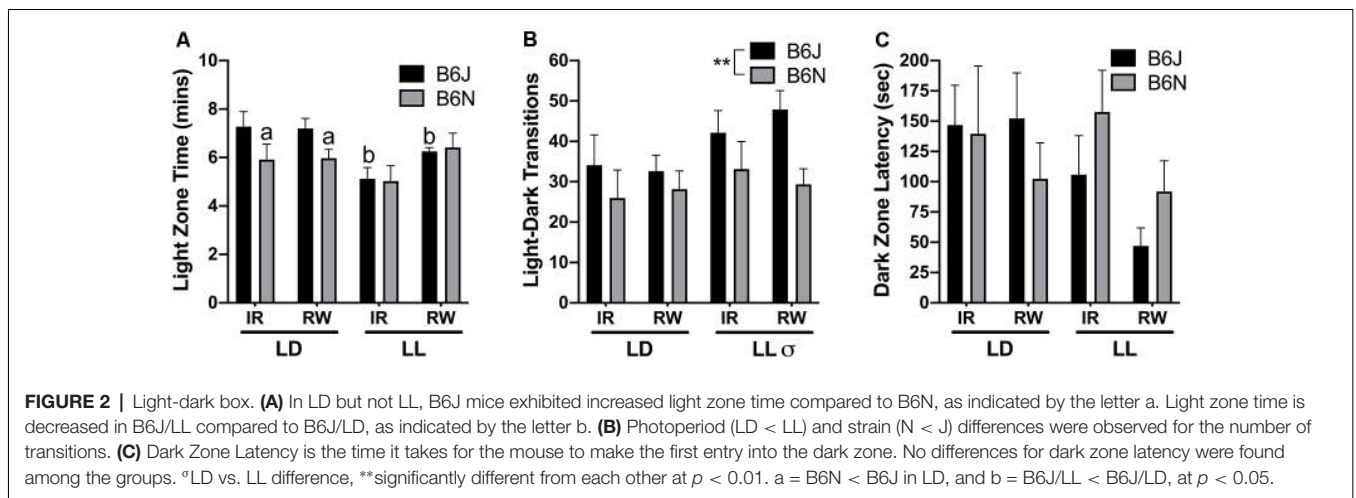 A
Light Zone Time (mins)
10
8
6
4
2
0
B6J
B6N
a
a
b
b
IR
RW
IR
RW
LD
LL
B
Light-Dark Transitions
60
50
40
30
20
10
0
**
B6J
B6N
IR
RW
IR
RW
LD
LL σ
C
Dark Zone Latency (sec)
200
175
150
125
100
75
50
25
0
B6J
B6N
IR
RW
IR
RW
LD
LL
FIGURE 2 | Light-dark box. (A) In LD but not LL, B6J mice exhibited increased light zone time compared to B6N, as indicated by the letter a. Light zone time is
decreased in B6J/LL compared to B6J/LD, as indicated by the letter b. (B) Photoperiod (LD < LL) and strain (N < J) differences were observed for the number of
transitions. (C) Dark Zone Latency is the time it takes for the mouse to make the first entry into the dark zone. No differences for dark zone latency were found
among the groups. σLD vs. LL difference, **significantly different from each other at p < 0.01. a = B6N < B6J in LD, and b = B6J/LL < B6J/LD, at p < 0.05.